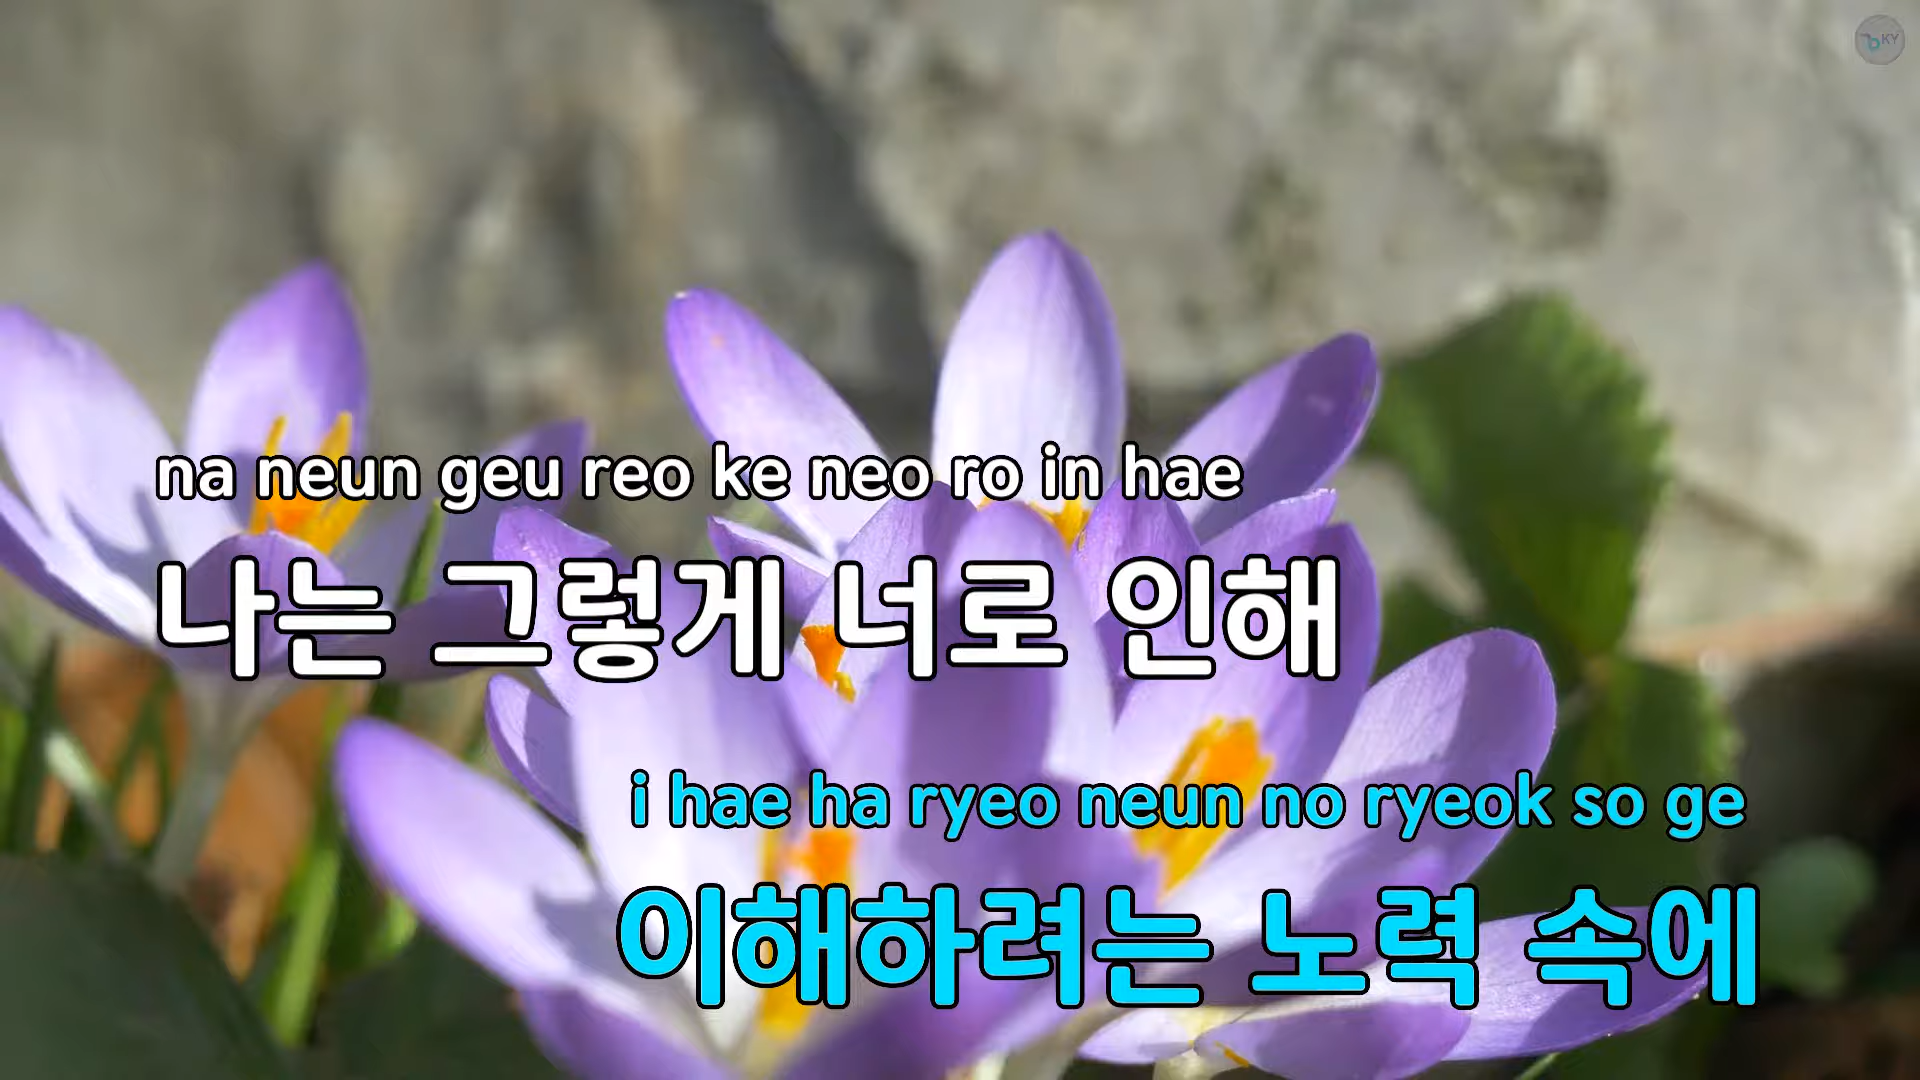 KY
na neun geu reo ke neo ro in hae
나는 그렇게 너로 인해
i hae ha ryeo neun no ryeok so ge
이해하려는 노력 속에